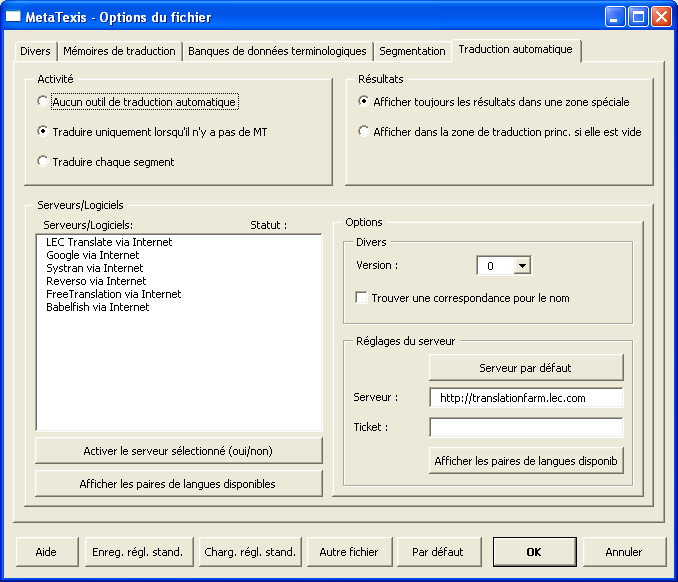 MetaTexis - Options du fichier
Divers
Mémoires de traduction
Banques de données terminologiques
Segmentation
Traduction automatique
Activité
Aucun outil de traduction automatique
Traduire uniquement lorsqu'il n'y a pas de MT
Traduire chaque segment
Résultats
Afficher toujours les résultats dans une zone spéciale
Afficher dans la zone de traduction princ. si elle est vide
Serveurs/Logiciels
Serveurs/Logiciels:
Statut :
LEC Translate via Internet
Google via Internet
Systran via Internet
Reverso via Internet
FreeTranslation via Internet
Babelfish via Internet
Activer le serveur sélectionné (oui/non)
Afficher les paires de langues disponibles
Options
Divers
Version :
0
Trouver une correspondance pour le nom
Réglages du serveur
Serveur par défaut
Serveur :
http://translationfarm.lec.com
Ticket :
Afficher les paires de langues disponib
Aide
Enreg. régl. stand.
Charg. régl. stand.
Autre fichier
Par défaut
OK
Annuler